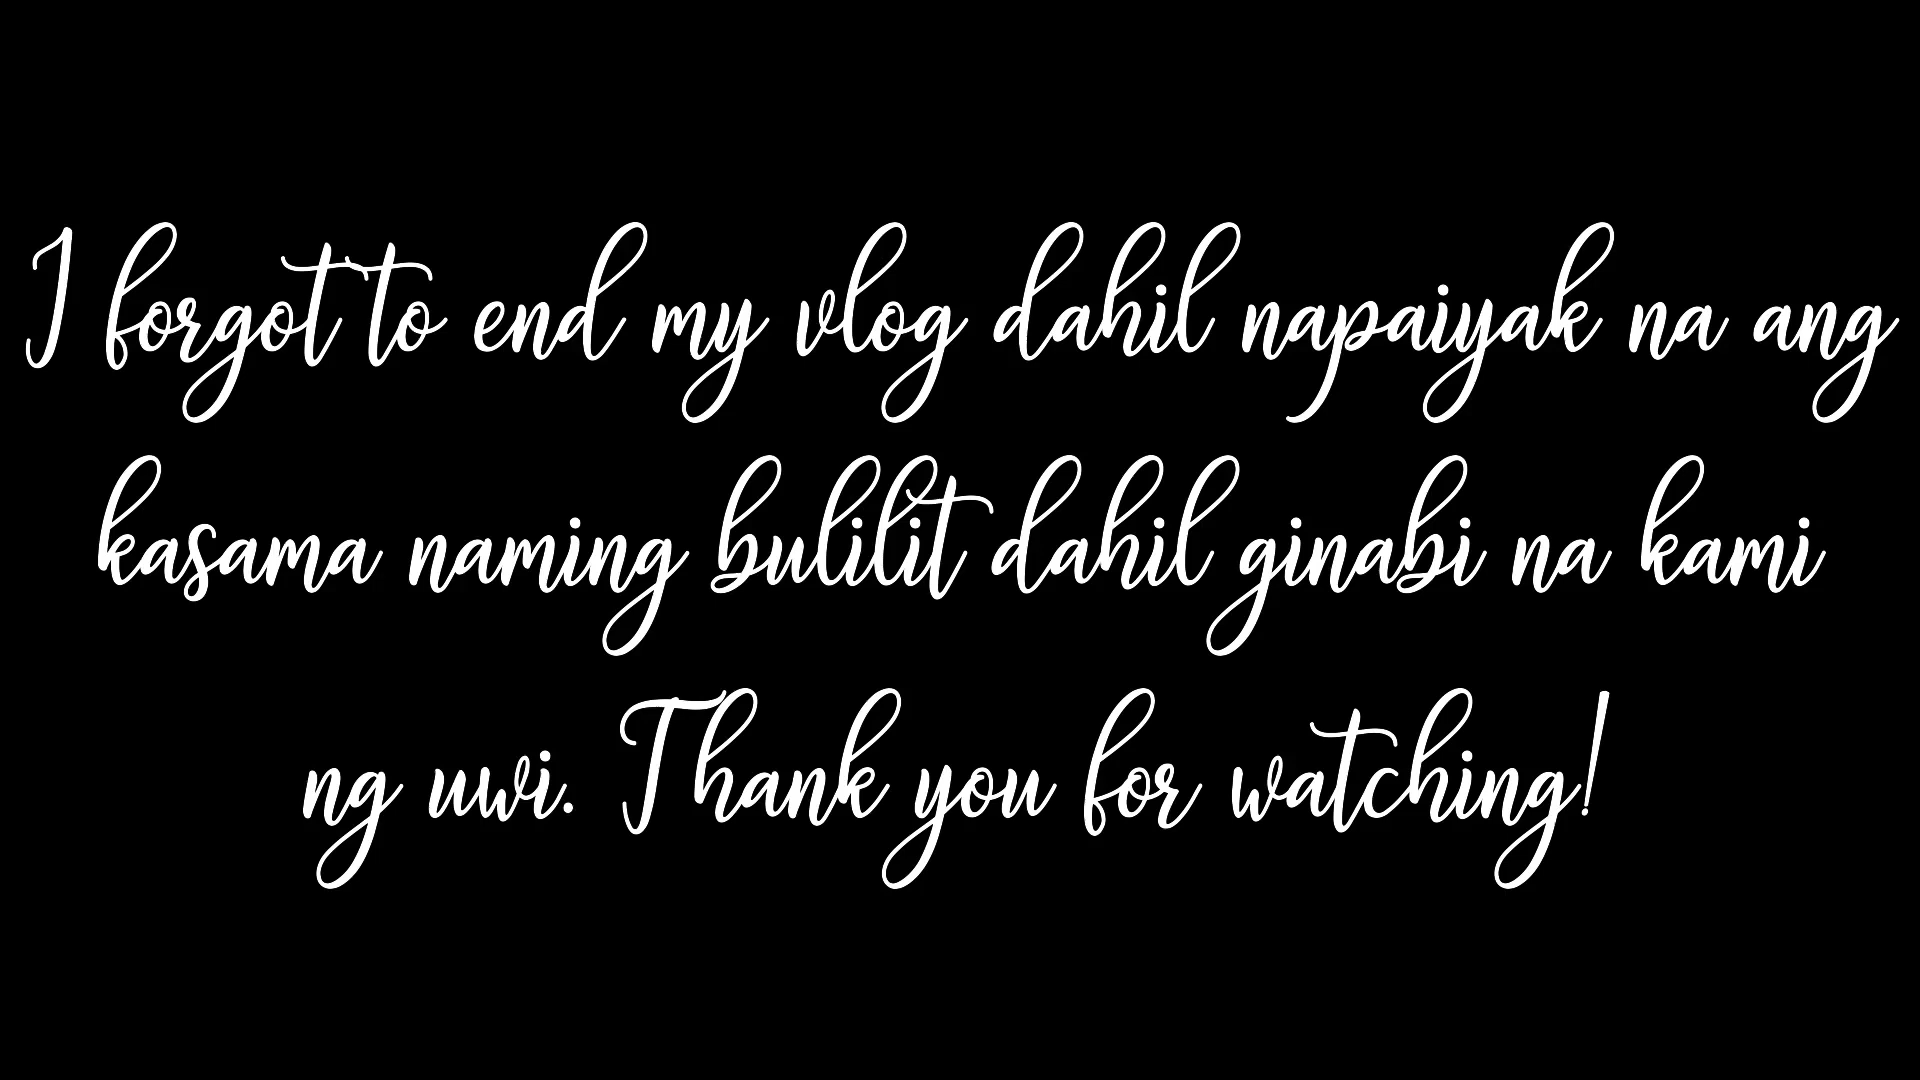 I forgot to end my vlog dahil napaiyak na ang
kasama naming bulilit dahil ginabi na kami
ng uwi. Thank you for watching!